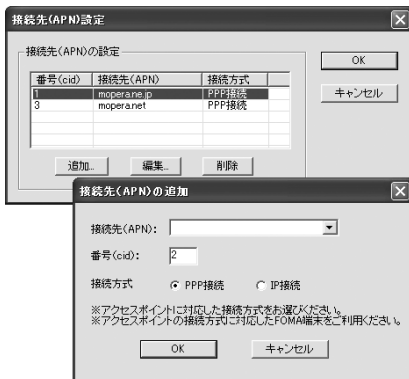 接続先(APN)設定
接続先(APN)の設定
番号(cid) 接続先(APN) 接続方式
1 mopera.ne.jp PPP接続
3 mopera.net PPP接続
追加... 編集... 削除
OK
キャンセル
接続先(APN)の追加
接続先(APN):
番号(cid): 2
接続方式 PPP接続 IP接続
※アクセスポイントに対応した接続方式をお選びください。
※アクセスポイントの接続方式に対応したFOMA端末をご利用ください。
OK キャンセル